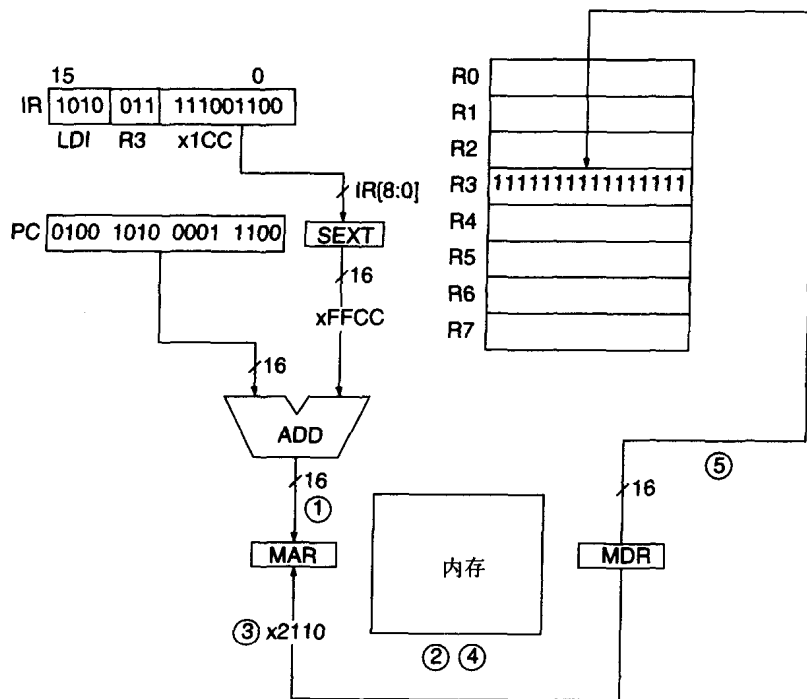 15 0
IR 1010 011 111001100
LDI R3 x1CC
IR[8:0]
PC 0100 1010 0001 1100
SEXT
16
xFFCC
16
ADD
16
①
MAR
③ x2110
内存
② ④
R0
R1
R2
R3 1111111111111111
R4
R5
R6
R7
⑤
16
MDR